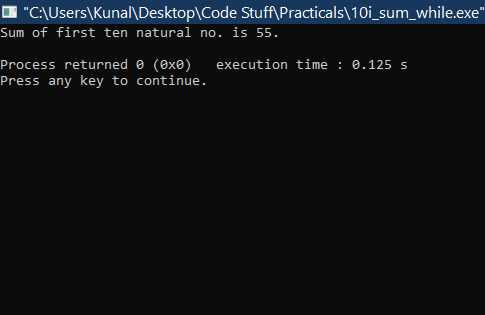 "C:\Users\Kunal\Desktop\Code Stuff\Practicals\10i_sum_while.exe"
Sum of first ten natural no. is 55.
Process returned 0 (0x0)   execution time : 0.125 s
Press any key to continue.